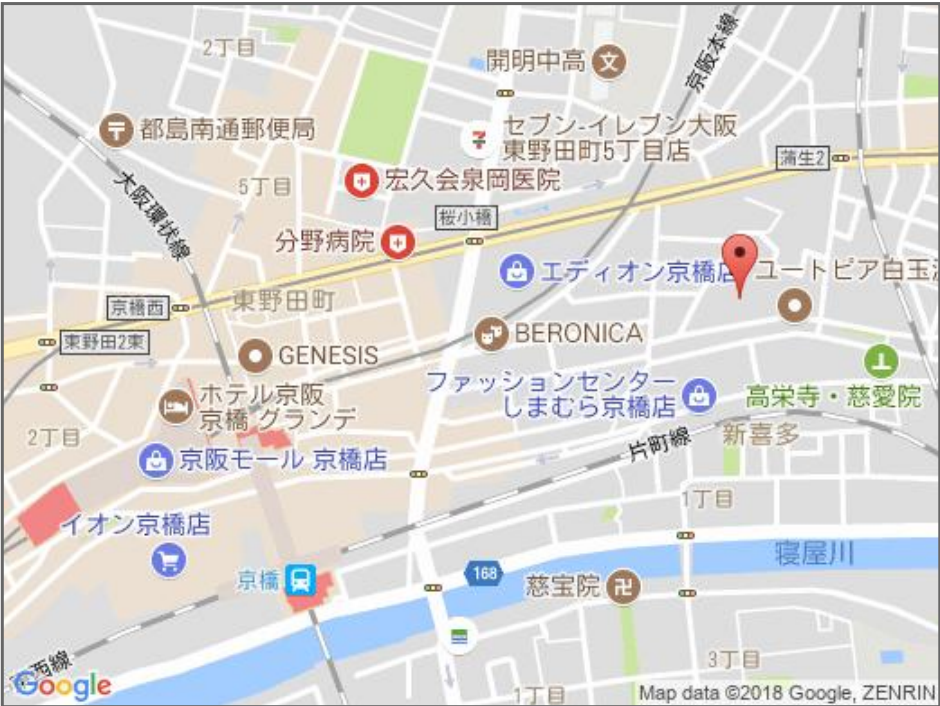 2丁目
開明中高
京阪本線
都島南通郵便局
セブン-イレブン大阪
東野田町5丁目店
蒲生2
宏久会泉岡医院
5丁目
大阪環状線
桜小橋
分野病院
エディオン京橋店
ユートピア白玉
京橋西
東野田町
東野田2東
BERONICA
GENESIS
ホテル京阪
京橋 グランデ
ファッションセンター
しまむら京橋店
高栄寺・慈愛院
2丁目
片町線
新喜多
京阪モール 京橋店
1丁目
イオン京橋店
寝屋川
京橋
168
慈宝院
西線
3丁目
Google
1丁目
Map data ©2018 Google, ZENRIN